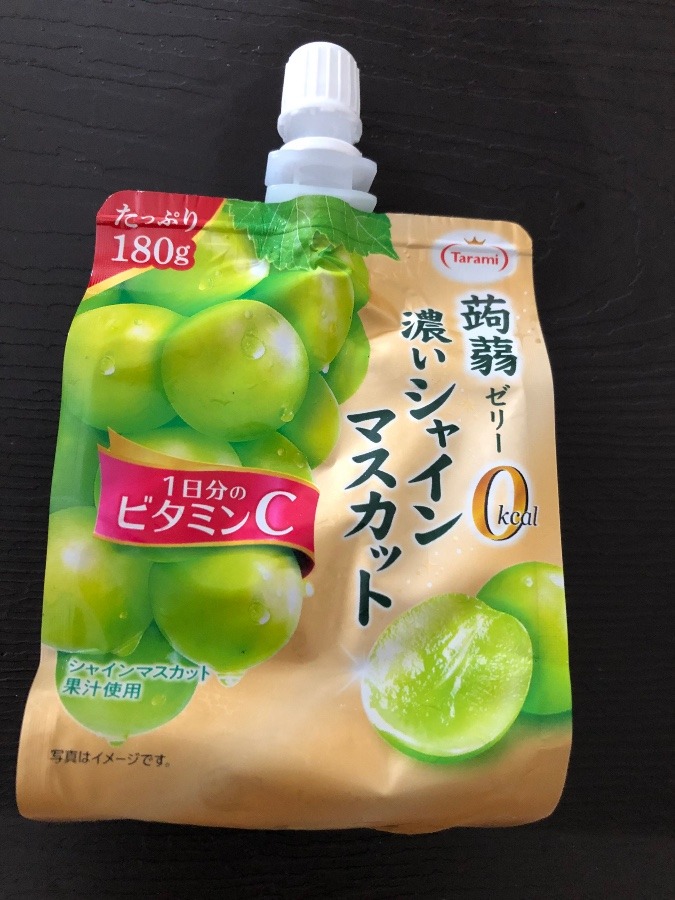 たっぷり
180g
Tarami
蒟蒻
ゼリー
0kcal
濃いシャイン
マスカット
1日分の
ビタミンC
シャインマスカット
果汁使用
写真はイメージです。